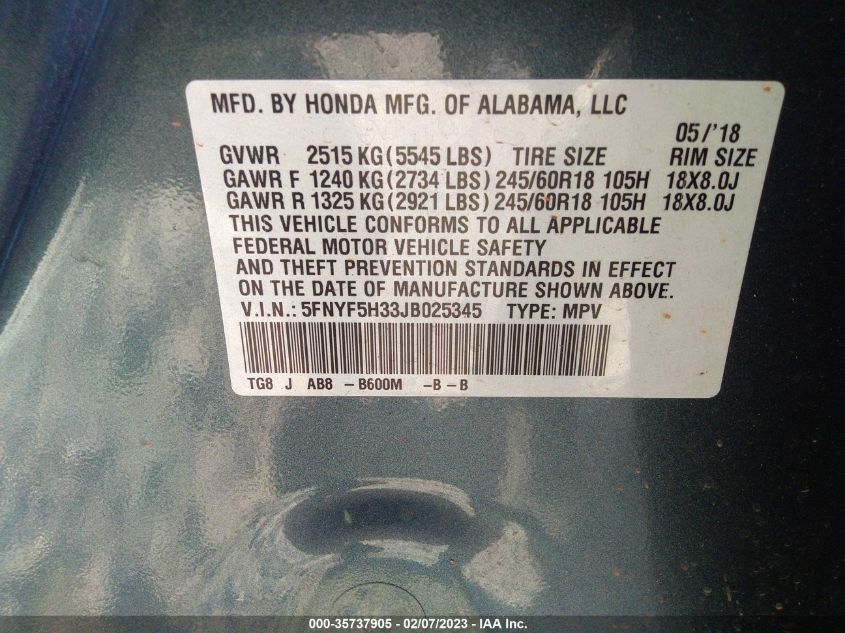 MFD. BY HONDA MFG. OF ALABAMA, LLC
05/'18
GVWR 2515 KG (5545 LBS) TIRE SIZE RIM SIZE
GAWR F 1240 KG (2734 LBS) 245/60R18 105H 18X8.0J
GAWR R 1325 KG (2921 LBS) 245/60R18 105H 18X8.0J
THIS VEHICLE CONFORMS TO ALL APPLICABLE
FEDERAL MOTOR VEHICLE SAFETY
AND THEFT PREVENTION STANDARDS IN EFFECT
ON THE DATE OF MANUFACTURE SHOWN ABOVE.
V.I.N.: 5FNYF5H33JB025345 TYPE: MPV
TG8 J AB8 - B600M -B - B
000-35737905 - 02/07/2023 - IAA Inc.